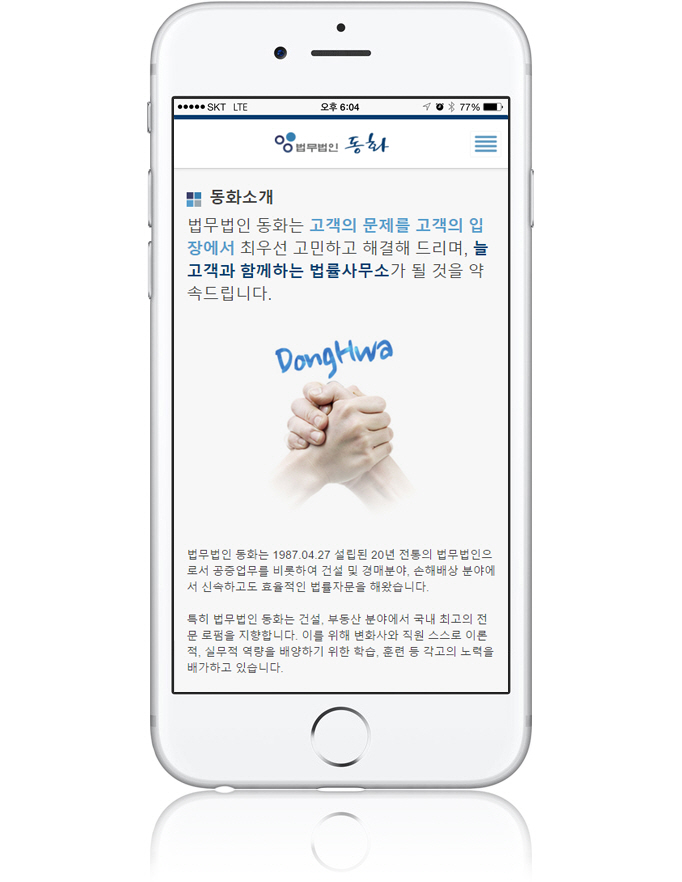 SKT LTE 오후 6:04 77%
법무법인 동화
동화소개
법무법인 동화는 고객의 문제를 고객의 입
장에서 최우선 고민하고 해결해 드리며, 늘
고객과 함께하는 법률사무소가 될 것을 약
속드립니다.
DongHwa
법무법인 동화는 1987.04.27 설립된 20년 전통의 법무법인으
로서 공증업무를 비롯하여 건설 및 경매분야, 손해배상 분야에
서 신속하고도 효율적인 법률자문을 해왔습니다.
특히 법무법인 동화는 건설, 부동산 분야에서 국내 최고의 전
문 로펌을 지향합니다. 이를 위해 변화사와 직원 스스로 이론
적, 실무적 역량을 배양하기 위한 학습, 훈련 등 각고의 노력을
배가하고 있습니다.